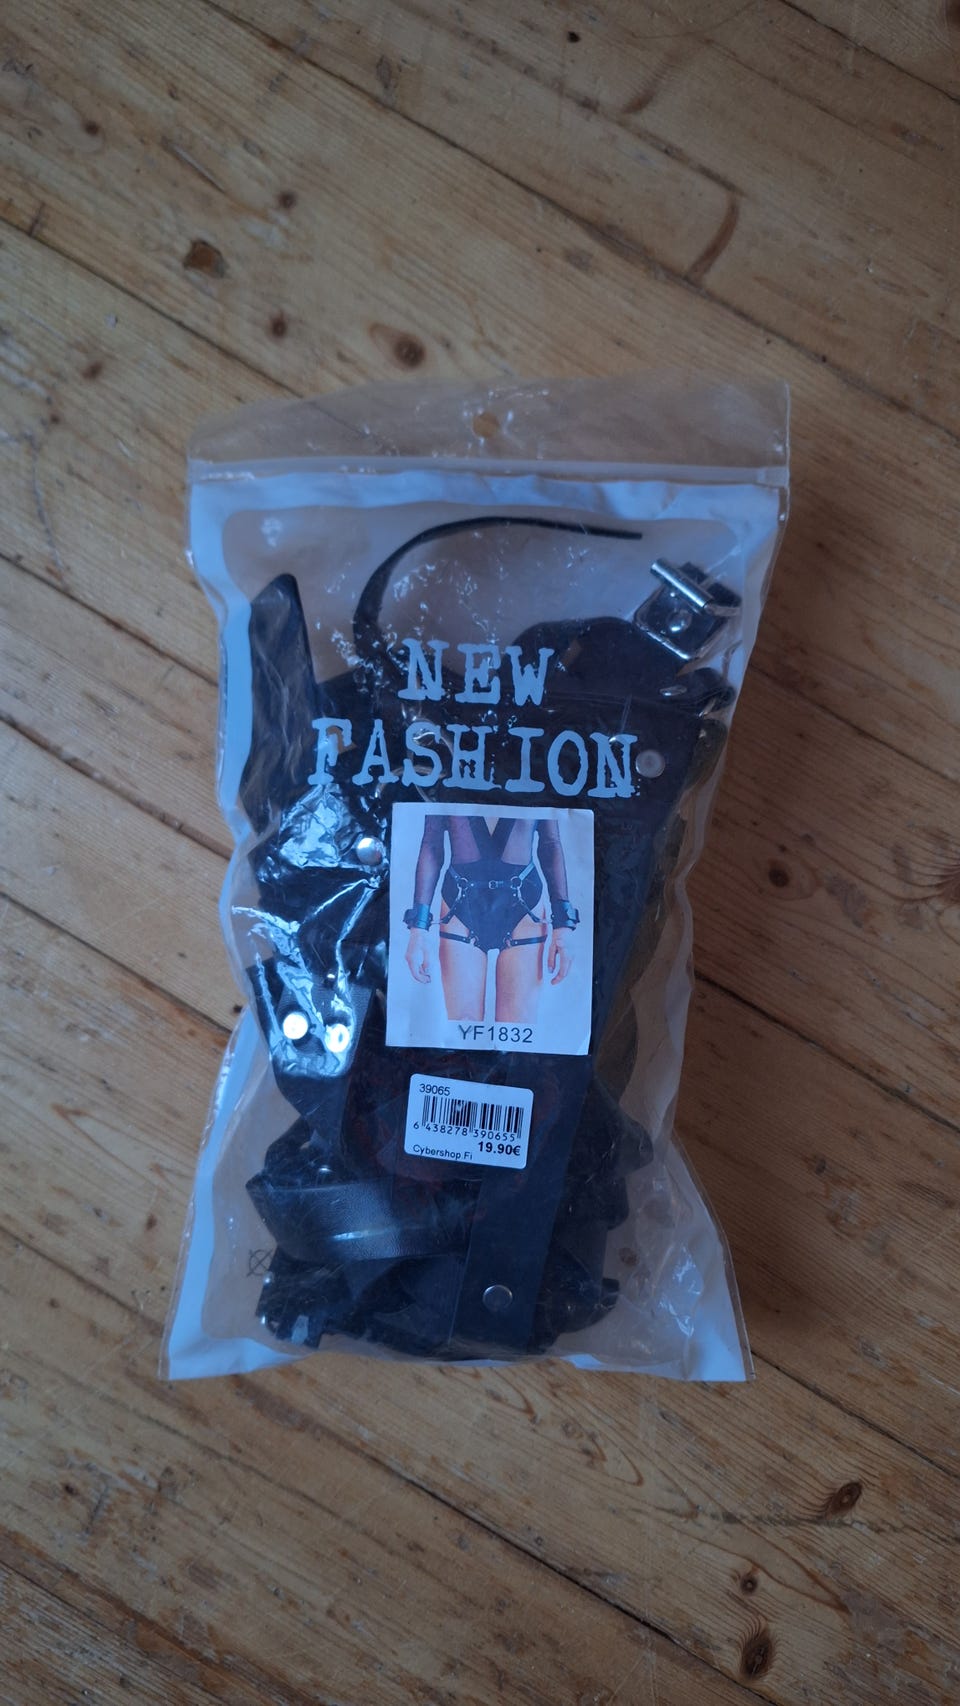 NEW
FASHION
YF1832
39065
6 438278 390655
19.90€
Cybershop.Fi